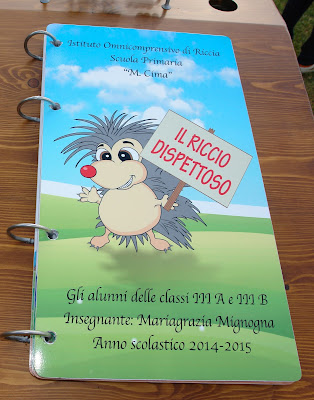 Istituto Omnicomprensivo di Riccia
Scuola Primaria
"M. Cima"
IL RICCIO
DISPETTOSO
Gli alunni delle classi III A e III B
Insegnante: Mariagrazia Mignogna
Anno scolastico 2014-2015